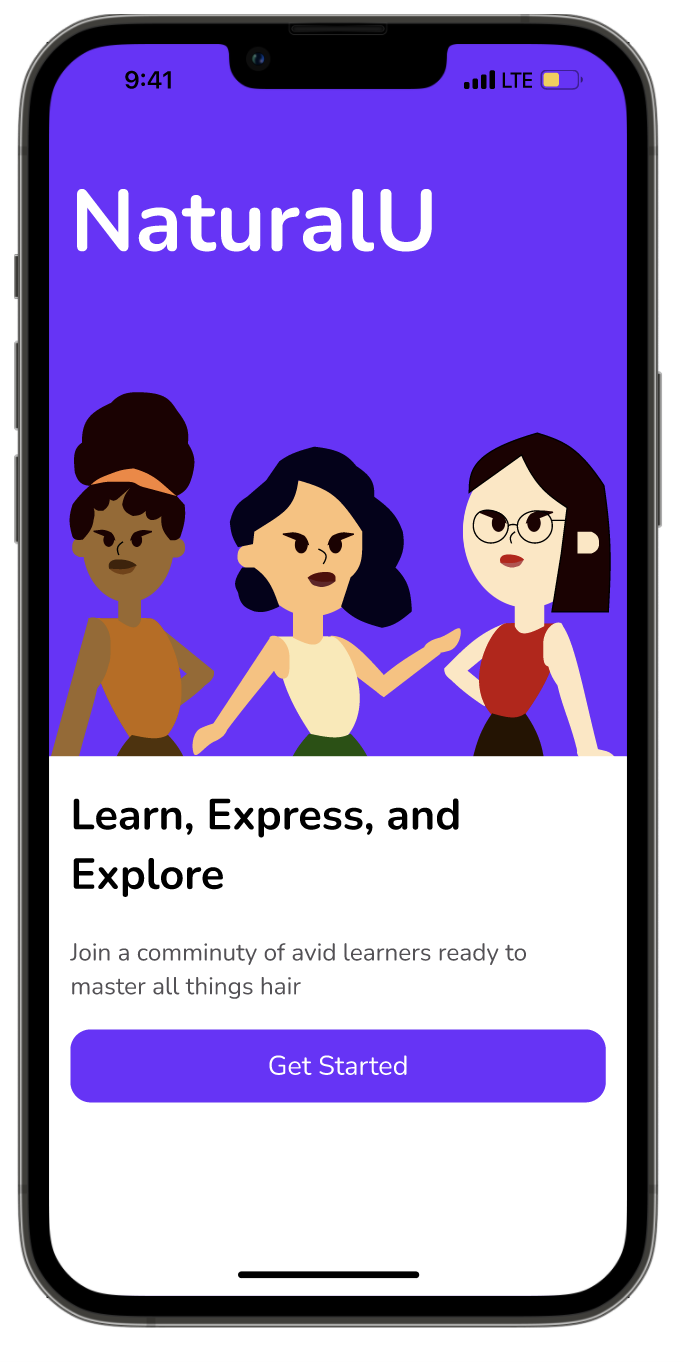 9:41
LTE
NaturalU
Learn, Express, and
Explore
Join a comminuty of avid learners ready to
master all things hair
Get Started